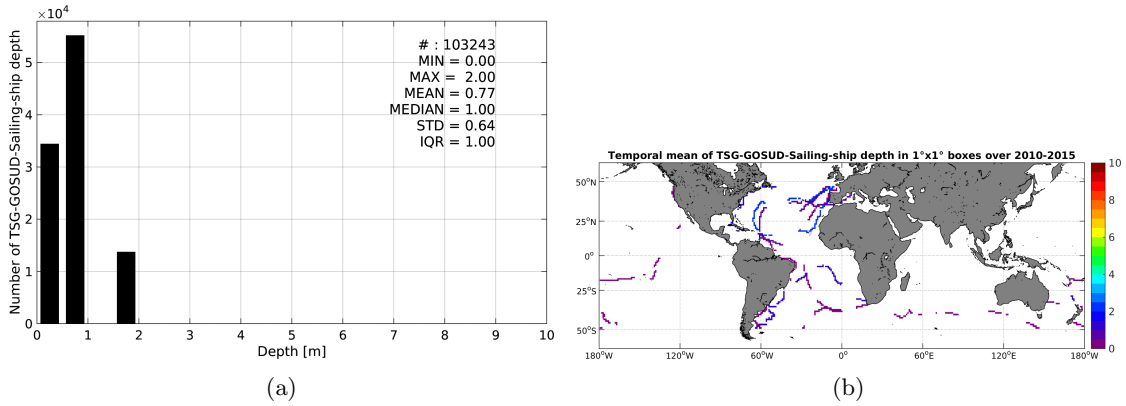 ×10⁴
Number of TSG-GOSUD-Sailing-ship depth
5
4
3
2
1
0
# : 103243
MIN = 0.00
MAX = 2.00
MEAN = 0.77
MEDIAN = 1.00
STD = 0.64
IQR = 1.00
0 1 2 3 4 5 6 7 8 9 10
Depth [m]
(a)
Temporal mean of TSG-GOSUD-Sailing-ship depth in 1°x1° boxes over 2010-2015
50°N
25°N
0°
25°S
50°S
180°W 120°W 60°W 0° 60°E 120°E 180°E
10
8
6
4
2
0
(b)